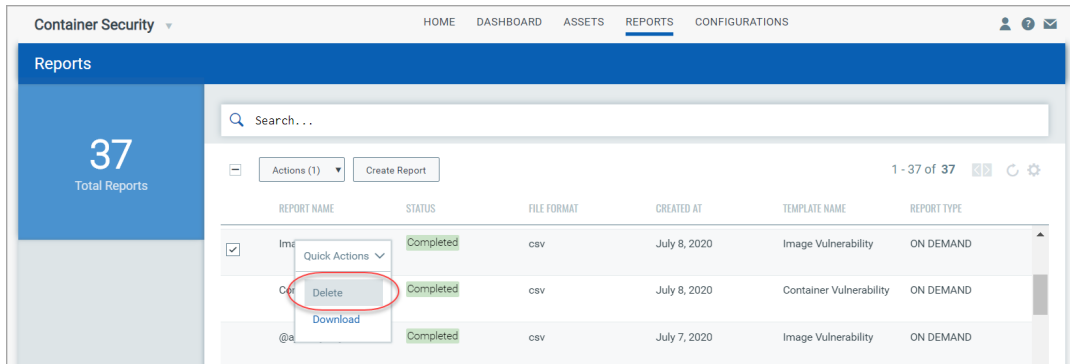 Container Security HOME DASHBOARD ASSETS REPORTS CONFIGURATIONS
Reports
37
Total Reports
Search...
Actions (1) Create Report 1 - 37 of 37
REPORT NAME STATUS FILE FORMAT CREATED AT TEMPLATE NAME REPORT TYPE
Completed csv July 8, 2020 Image Vulnerability ON DEMAND
Quick Actions
Delete
Completed csv July 8, 2020 Container Vulnerability ON DEMAND
Download
Completed csv July 7, 2020 Image Vulnerability ON DEMAND